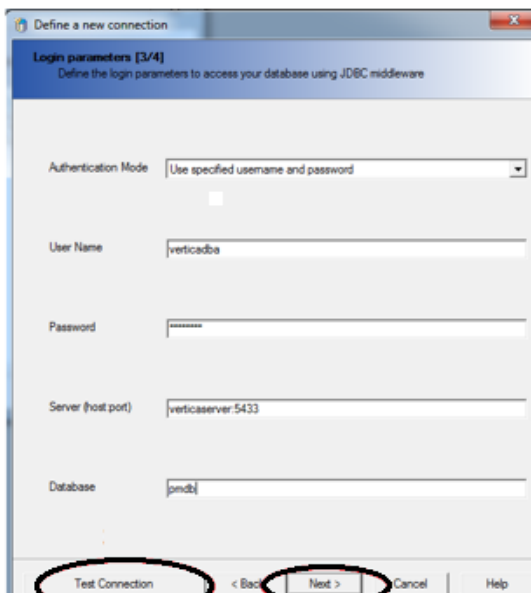 Define a new connection
Login parameters [3/4]
Define the login parameters to access your database using JDBC middleware
Authentication Mode Use specified username and password
User Name verticadba
Password ********
Server (host:port) verticaserver:5433
Database pmdb
Test Connection < Back Next > Cancel Help